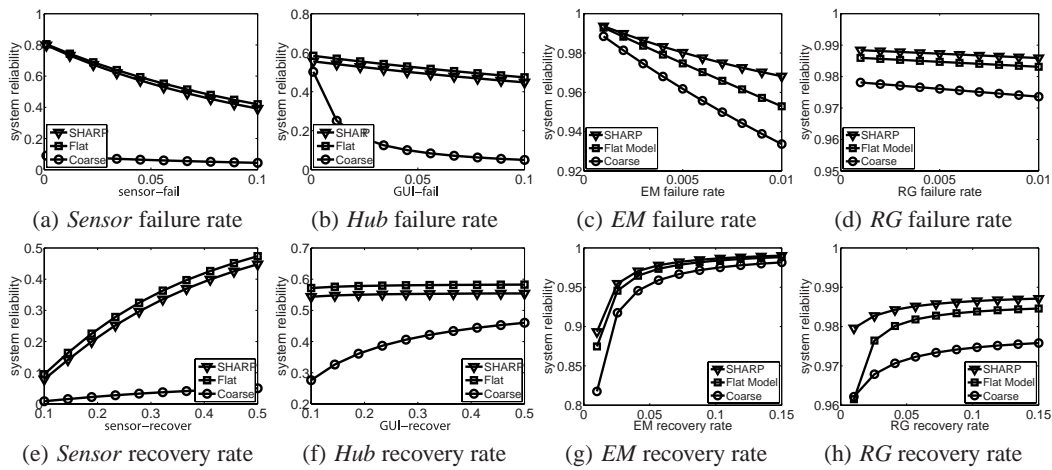 system reliability
1
0.8
0.6
0.4
0.2
0
0
0.05
0.1
sensor-fail
SHARP
Flat
Coarse
(a) Sensor failure rate
system reliability
0.8
0.6
0.4
0.2
0
0
0.05
0.1
GUI-fail
SHARP
Flat
Coarse
(b) Hub failure rate
system reliability
1
0.98
0.96
0.94
0.92
0
0.005
0.01
EM failure rate
SHARP
Flat Model
Coarse
(c) EM failure rate
system reliability
1
0.99
0.98
0.97
0.96
0.95
0
0.005
0.01
RG failure rate
SHARP
Flat Model
Coarse
(d) RG failure rate
system reliability
0.5
0.4
0.3
0.2
0.1
0
0.1
0.2
0.3
0.4
0.5
sensor-recover
SHARP
Flat
Coarse
(e) Sensor recovery rate
system reliability
0.7
0.6
0.5
0.4
0.3
0.2
0.1
0.2
0.3
0.4
0.5
GUI-recover
SHARP
Flat
Coarse
(f) Hub recovery rate
system reliability
1
0.95
0.9
0.85
0.8
0
0.05
0.1
0.15
EM recovery rate
SHARP
Flat Model
Coarse
(g) EM recovery rate
system reliability
1
0.99
0.98
0.97
0.96
0
0.05
0.1
0.15
RG recovery rate
SHARP
Flat Model
Coarse
(h) RG recovery rate